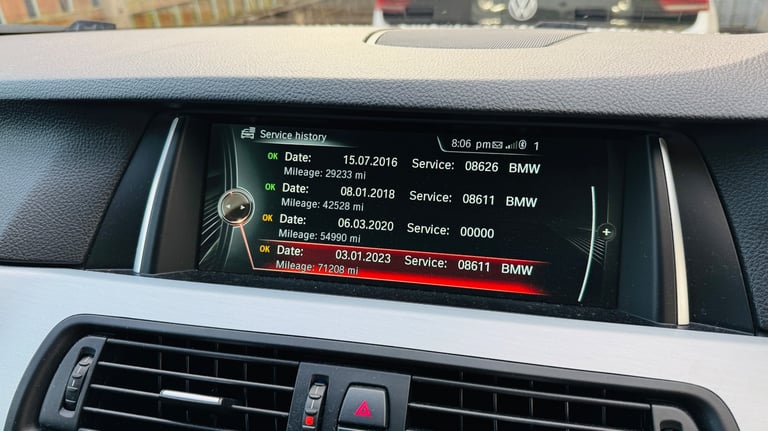 Service history
8:06 pm 1
OK Date: 15.07.2016 Service: 08626 BMW
Mileage: 29233 mi
OK Date: 08.01.2018 Service: 08611 BMW
Mileage: 42528 mi
OK Date: 06.03.2020 Service: 00000
Mileage: 54990 mi
OK Date: 03.01.2023 Service: 08611 BMW
Mileage: 71208 mi